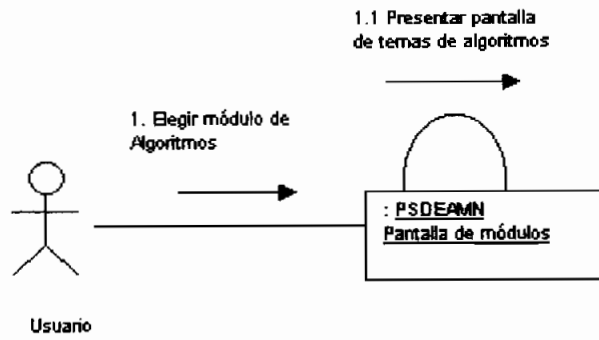 1.1 Presentar pantalla
de temas de algoritmos
1. Elegir módulo de
Algoritmos
: PSDEAMN
Pantalla de módulos
Usuario